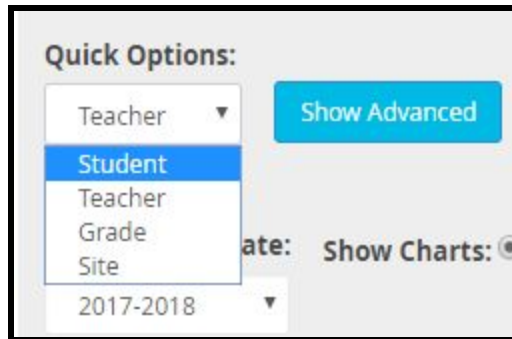 Quick Options:
Teacher ▼ Show Advanced
Student
Teacher
Grade
Site
ate: Show Charts:
2017-2018 ▼